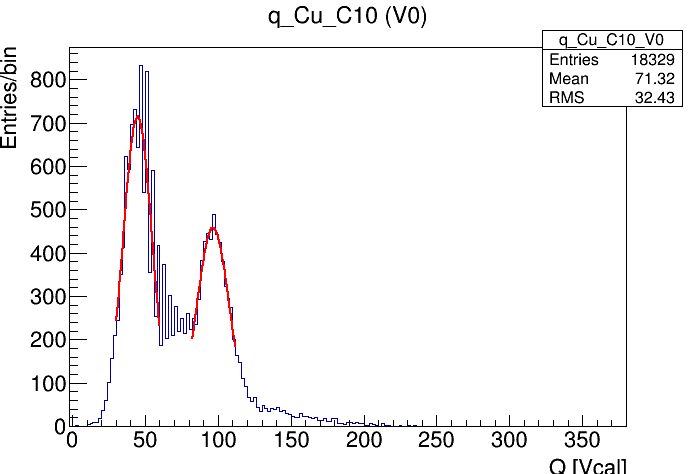 q_Cu_C10 (V0)
q_Cu_C10_V0
Entries 18329
Mean 71.32
RMS 32.43
Entries/bin
800
700
600
500
400
300
200
100
0
0 50 100 150 200 250 300 350
Q [Vcal]